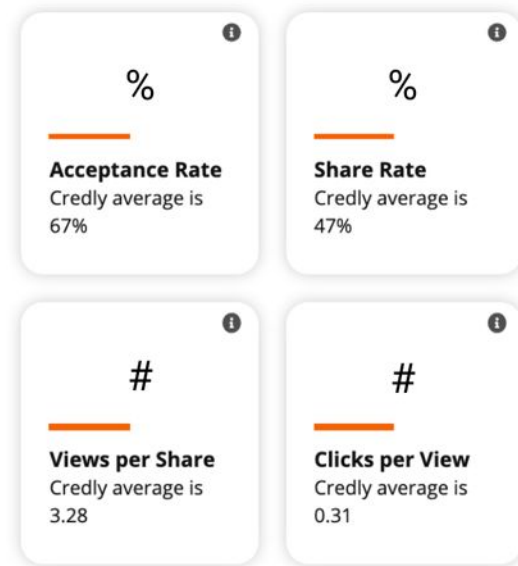 %
Acceptance Rate
Credly average is
67%
%
Share Rate
Credly average is
47%
#
Views per Share
Credly average is
3.28
#
Clicks per View
Credly average is
0.31